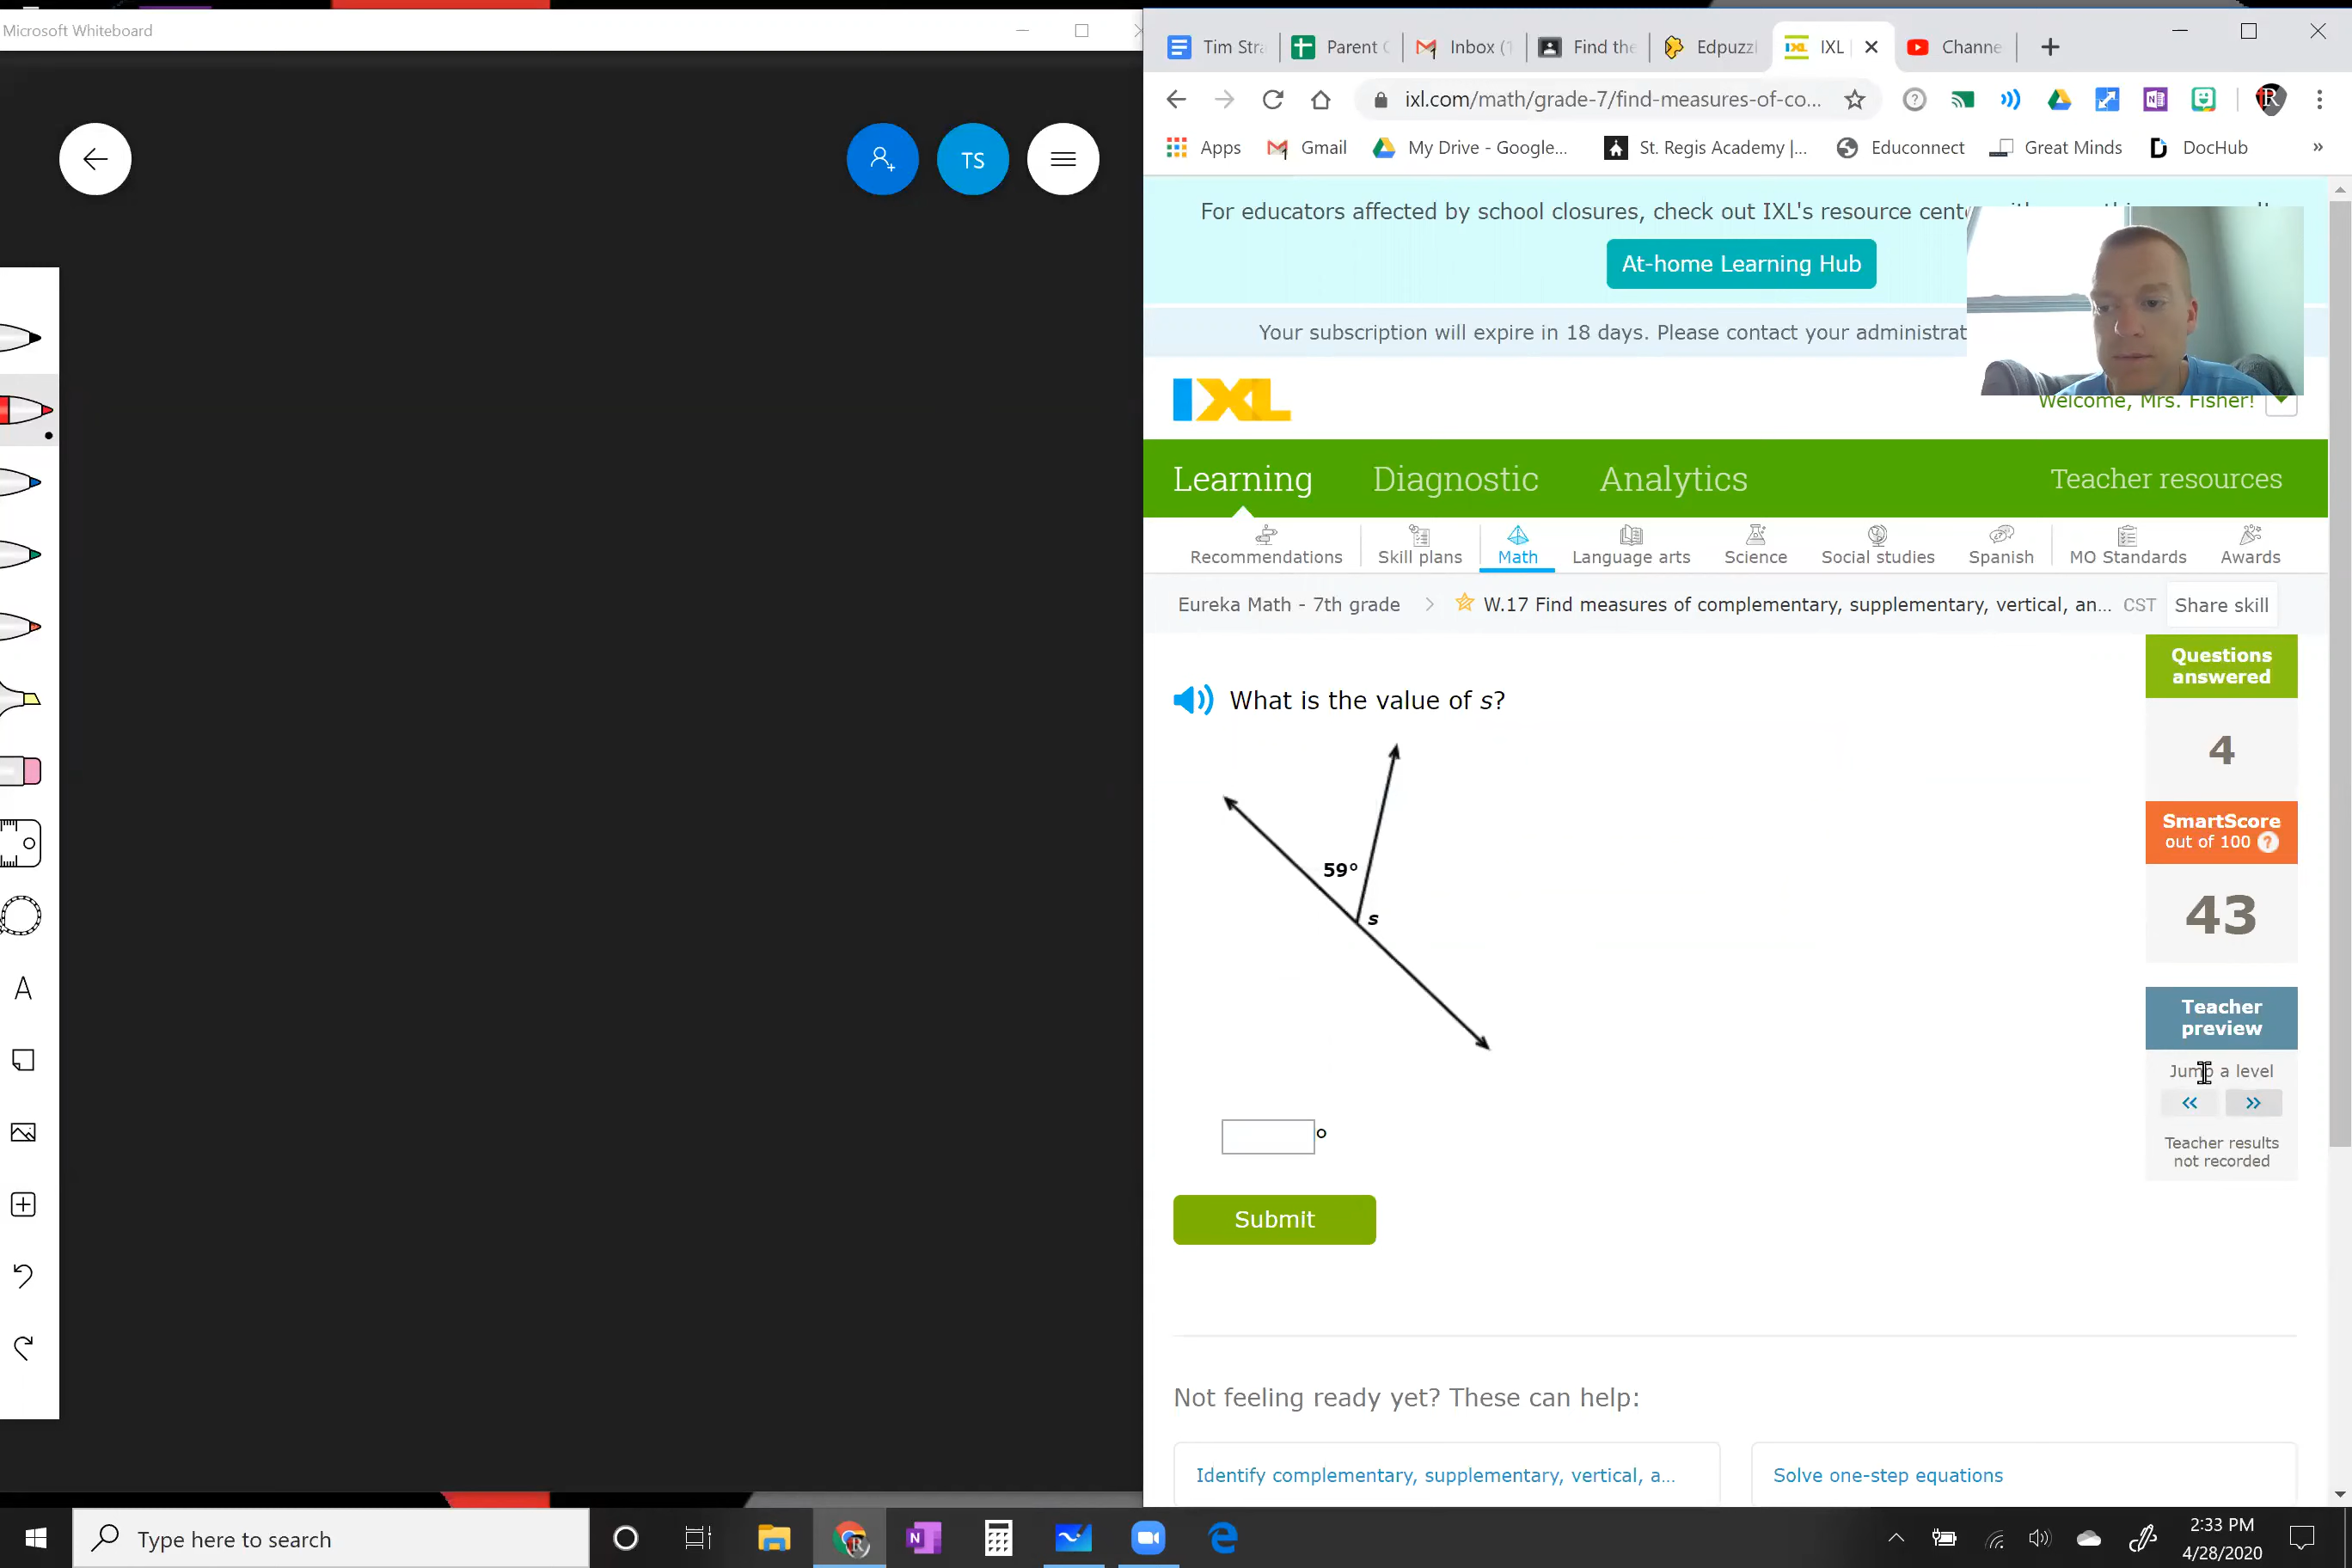 Microsoft Whiteboard
Tim Stra
Parent
Inbox (
Find the
Edpuzzl
IXL
Channe
ixl.com/math/grade-7/find-measures-of-co...
Apps
Gmail
My Drive - Google...
St. Regis Academy |...
Educonnect
Great Minds
DocHub
»
TS
For educators affected by school closures, check out IXL's resource
At-home Learning Hub
Your subscription will expire in 18 days. Please contact your
IXL
Welcome, Mrs. Fisher!
Learning
Diagnostic
Analytics
Teacher resources
Recommendations
Skill plans
Math
Language arts
Science
Social studies
Spanish
MO Standards
Awards
Eureka Math - 7th grade
W.17 Find measures of complementary, supplementary, vertical, an...
CST
Share skill
What is the value of s?
59°
s
°
Submit
Questions
answered
4
SmartScore
out of 100 ?
43
Teacher
preview
Jump a level
« »
Teacher results
not recorded
Not feeling ready yet? These can help:
Identify complementary, supplementary, vertical, a...
Solve one-step equations
A
Type here to search
2:33 PM
4/28/2020